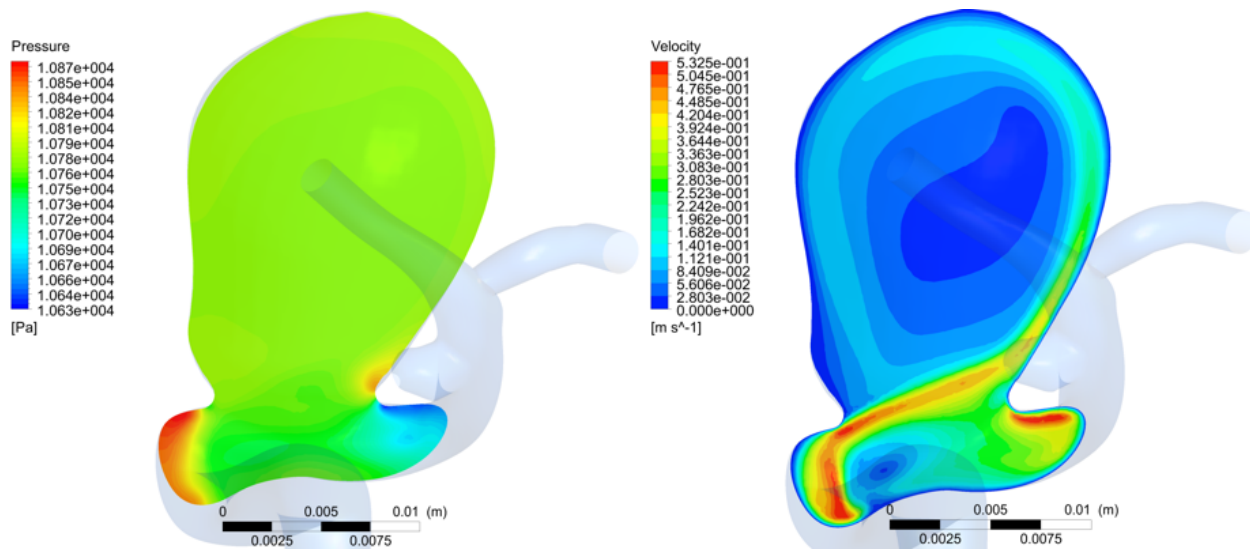 Pressure
1.087e+004
1.085e+004
1.084e+004
1.082e+004
1.081e+004
1.079e+004
1.078e+004
1.076e+004
1.075e+004
1.073e+004
1.072e+004
1.070e+004
1.069e+004
1.067e+004
1.066e+004
1.064e+004
1.063e+004
[Pa]
0 0.005 0.01 (m)
0.0025 0.0075
Velocity
5.325e-001
5.045e-001
4.765e-001
4.485e-001
4.204e-001
3.924e-001
3.644e-001
3.363e-001
3.083e-001
2.803e-001
2.523e-001
2.242e-001
1.962e-001
1.682e-001
1.401e-001
1.121e-001
8.409e-002
5.606e-002
2.803e-002
0.000e+000
[m s^-1]
0 0.005 0.01 (m)
0.0025 0.0075